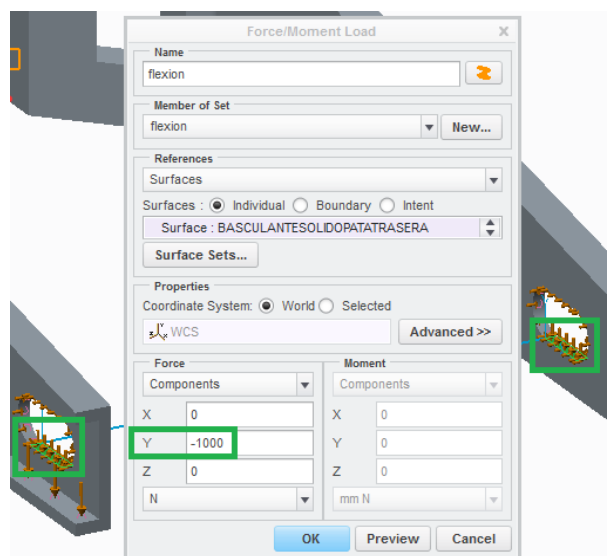 Force/Moment Load
Name
flexion
Member of Set
flexion
New...
References
Surfaces
Surfaces : Individual Boundary Intent
Surface : BASCULANTESOLIDOPATATRASERA
Surface Sets...
Properties
Coordinate System: World Selected
WCS
Advanced >>
Force Moment
Components Components
X 0 X 0
Y -1000 Y 0
Z 0 Z 0
N mm N
OK Preview Cancel